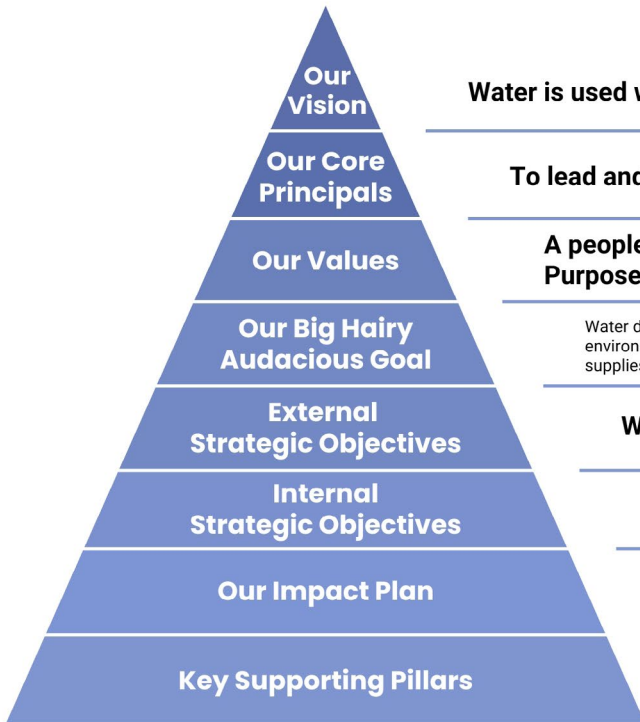 Our
Vision
Water is used
Our Core
Principals
To lead and
Our Values
A people
Purpose
Our Big Hairy
Audacious Goal
Water
environ
supplies
External
Strategic Objectives
W
Internal
Strategic Objectives
Our Impact Plan
Key Supporting Pillars